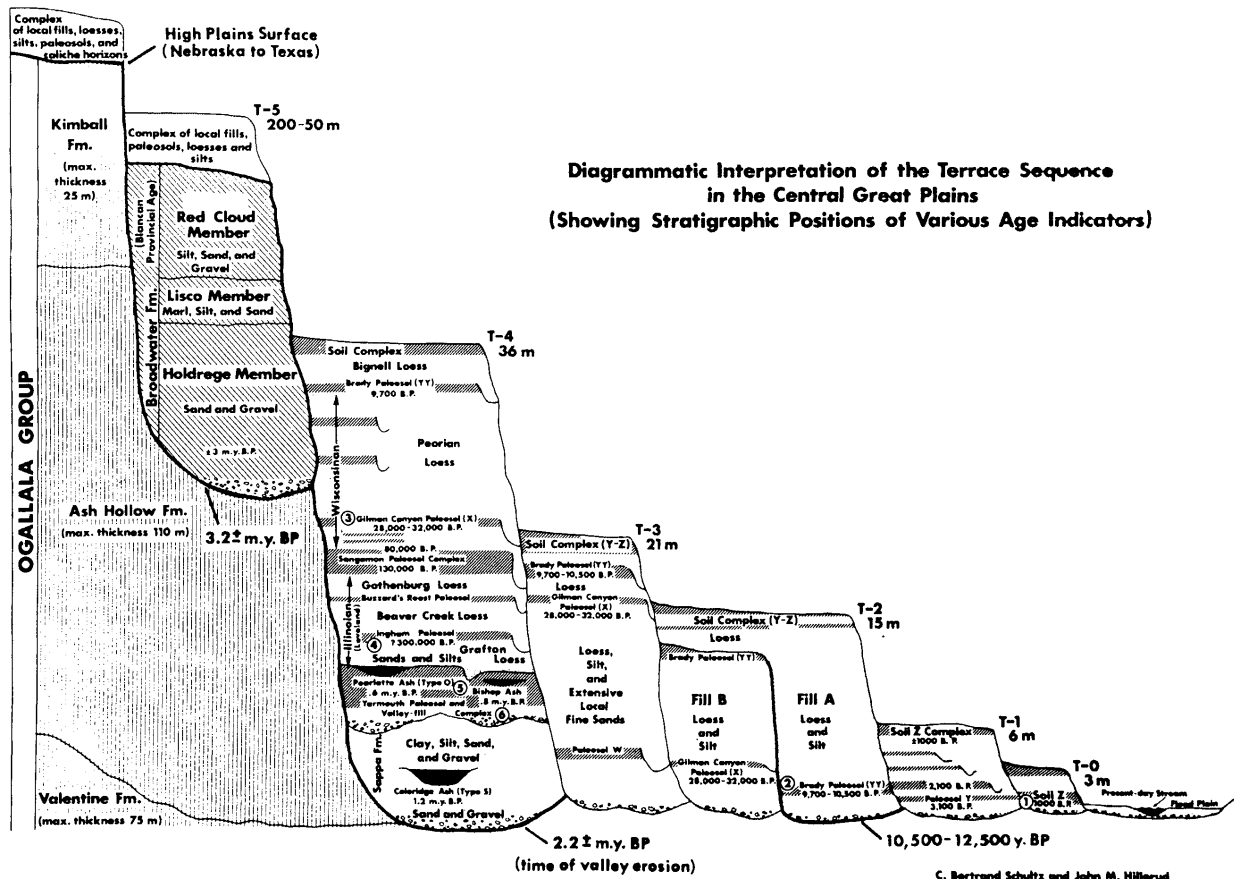 Complex
of local fills, loesses,
silts, paleosols, and
caliche horizons
High Plains Surface
(Nebraska to Texas)
Kimball
Fm.
(max.
thickness
25 m)
T-5
200-50 m
Complex of local fills,
paleosols, loesses and
silts
Diagrammatic Interpretation of the Terrace Sequence
in the Central Great Plains
(Showing Stratigraphic Positions of Various Age Indicators)
Broadwater Fm.
(Blancan
Provincial Age)
Red Cloud
Member
Silt, Sand, and
Gravel
Lisco Member
Marl, Silt, and Sand
Holdrege Member
Sand and Gravel
±3 m.y.B.P.
3.2± m.y. BP
OGALLALA GROUP
Ash Hollow Fm.
(max. thickness 110 m)
Valentine Fm.
(max. thickness 75 m)
T-4
36 m
Soil Complex
Bignell Loess
Brady Paleosol (YY)
9,700 B.P.
Peorian
Loess
Wisconsinan
3 Gilman Canyon Paleosol (X)
28,000-32,000 B.P.
80,000 B.P.
Sangamon Paleosol Complex
130,000 B.P.
Gothenburg Loess
Buzzard's Roost Paleosol
Beaver Creek Loess
Illinoian
(Loveland)
Ingham Paleosol
4 ?300,000 B.P.
Grafton
Loess
Sands and Silts
Pearlette Ash (Type O)
.6 m.y. B.P.
5
Bishop Ash
.8 m.y. B.P.
Yarmouth Paleosol and
Valley-fill Complex 6
Sappa Fm.
Clay, Silt, Sand,
and
Gravel
Coleridge Ash (Type S)
1.2 m.y. B.P.
Sand and Gravel
2.2± m.y. BP
(time of valley erosion)
T-3
21 m
Soil Complex (Y-Z)
Brady Paleosol (YY)
9,700-10,500 B.P.
Loess
Gilman Canyon
Paleosol (X)
28,000-32,000 B.P.
Loess,
Silt,
and
Extensive
Local
Fine Sands
Paleosol W
T-2
15 m
Soil Complex (Y-Z)
Loess
Brady Paleosol (YY)
Fill B
Loess
and
Silt
Gilman Canyon
Paleosol (X)
28,000-32,000 B.P.
Fill A
Loess
and
Silt
2 Brady Paleosol (YY)
9,700-10,500 B.P.
10,500-12,500 y. BP
T-1
6 m
Soil Z Complex
±1000 B.P.
2,100 B.P.
Paleosol Y
3,100 B.P.
T-0
3 m
1 Soil Z
1000 B.P.
Present-day Stream
Flood Plain
C. Bertrand Schultz and John M. Hillerud